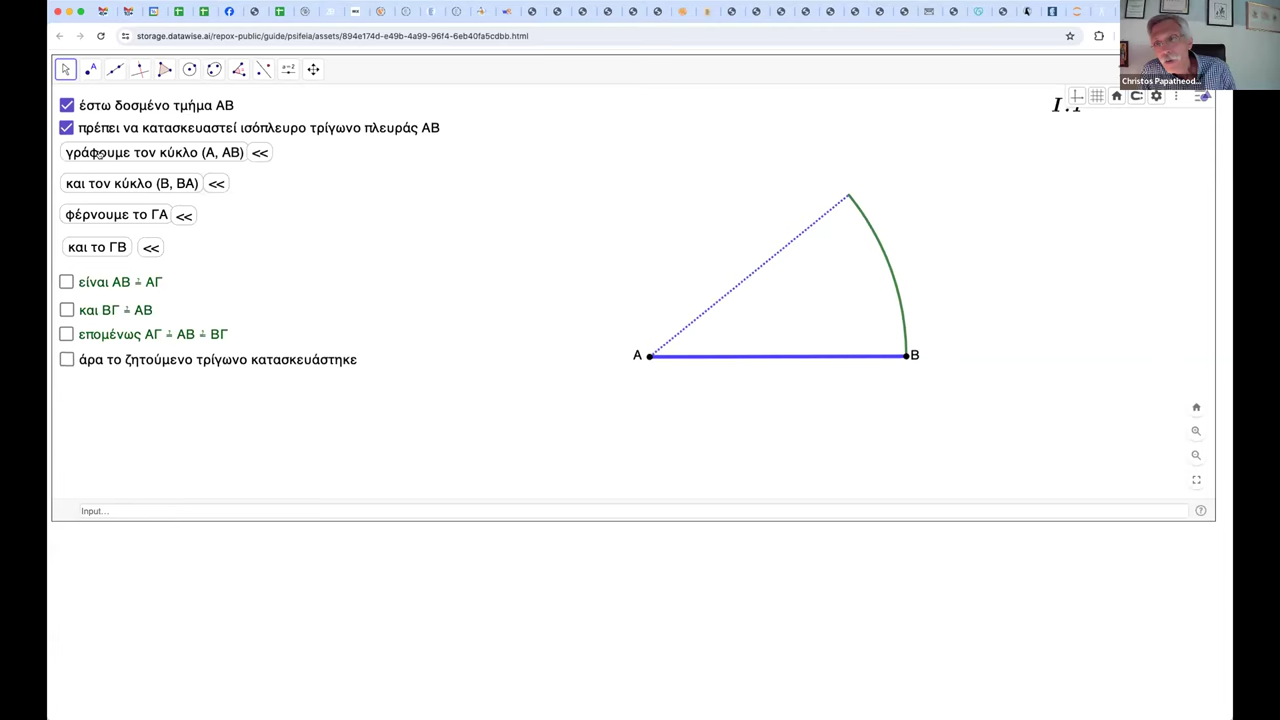 storage.datawise.ai/repox-public/guide/psifeia/assets/894e174d-e49b-4a99-96f4-6eb40fa5cdbb.html
Christos Papatheod...
a=2
έστω δοσμένο τμήμα ΑΒ
I.1
πρέπει να κατασκευαστεί ισόπλευρο τρίγωνο πλευράς ΑΒ
γράφουμε τον κύκλο (Α, ΑΒ) <<
και τον κύκλο (Β, ΒΑ) <<
φέρνουμε το ΓΑ <<
και το ΓΒ <<
είναι ΑΒ ≟ ΑΓ
και ΒΓ ≟ ΑΒ
επομένως ΑΓ ≟ ΑΒ ≟ ΒΓ
άρα το ζητούμενο τρίγωνο κατασκευάστηκε
A B
Input...